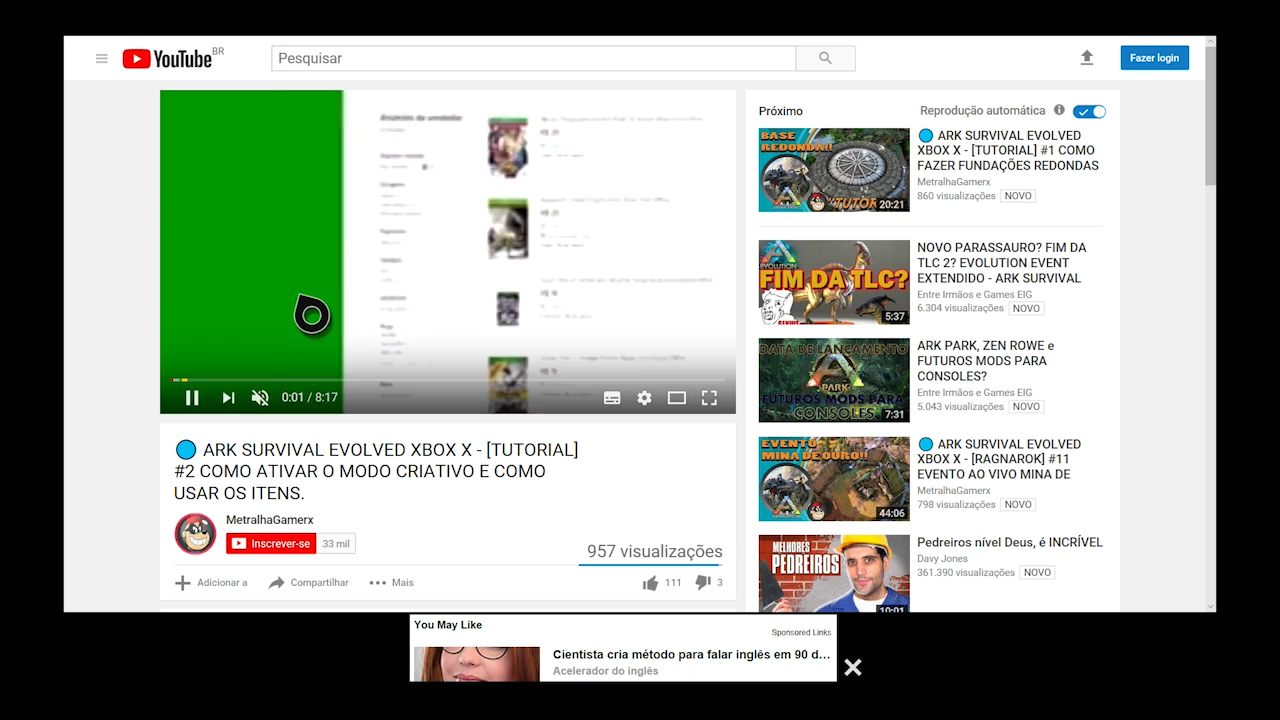 YouTube BR
Pesquisar
Fazer login
0:01 / 8:17
ARK SURVIVAL EVOLVED XBOX X - [TUTORIAL]
#2 COMO ATIVAR O MODO CRIATIVO E COMO
USAR OS ITENS.
MetralhaGamerx
Inscrever-se 33 mil
957 visualizações
Adicionar a Compartilhar Mais 111 3
Próximo Reprodução automática
BASE
REDONDA!!
TUTOR
20:21
ARK SURVIVAL EVOLVED
XBOX X - [TUTORIAL] #1 COMO
FAZER FUNDAÇÕES REDONDAS
MetralhaGamerx
860 visualizações NOVO
EVOLUTION
FIM DA TLC?
5:37
NOVO PARASSAURO? FIM DA
TLC 2? EVOLUTION EVENT
EXTENDIDO - ARK SURVIVAL
Entre Irmãos e Games EIG
6.304 visualizações NOVO
DATA DE LANÇAMENTO
PARK
FUTUROS MODS PARA
CONSOLES
7:31
ARK PARK, ZEN ROWE e
FUTUROS MODS PARA
CONSOLES?
Entre Irmãos e Games EIG
5.043 visualizações NOVO
EVENTO
MINA DE OURO!!
44:06
ARK SURVIVAL EVOLVED
XBOX X - [RAGNAROK] #11
EVENTO AO VIVO MINA DE
MetralhaGamerx
798 visualizações NOVO
MELHORES
PEDREIROS
10:01
Pedreiros nível Deus, é INCRÍVEL
Davy Jones
361.390 visualizações NOVO
You May Like
Sponsored Links
Cientista cria método para falar inglês em 90 d...
Acelerador do inglês